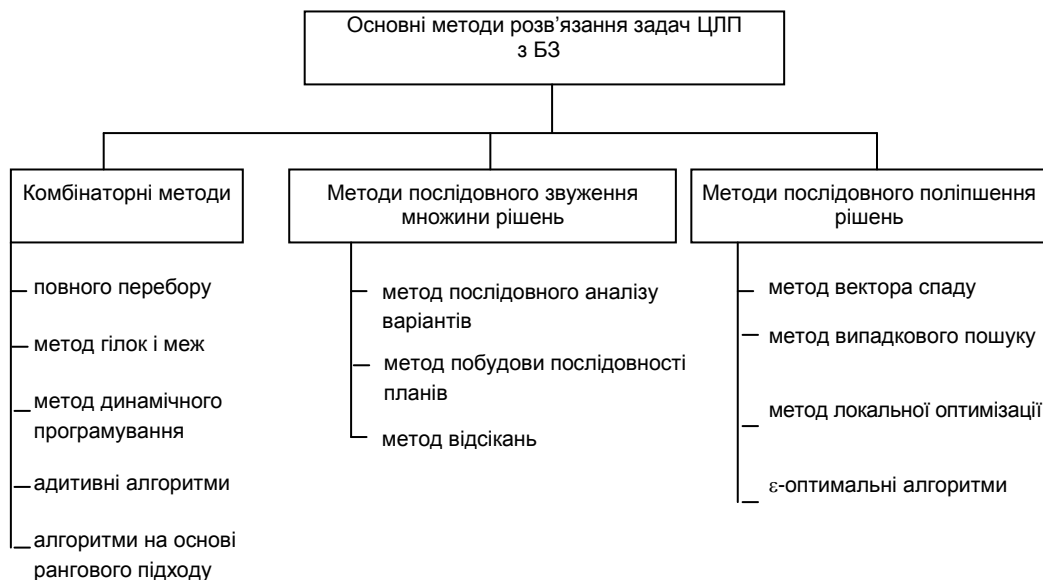 Основні методи розв’язання задач ЦЛП
з БЗ
Комбінаторні методи
повного перебору
метод гілок і меж
метод динамічного
програмування
адитивні алгоритми
алгоритми на основі
рангового підходу
Методи послідовного звуження
множини рішень
метод послідовного аналізу
варіантів
метод побудови послідовності
планів
метод відсікань
Методи послідовного поліпшення
рішень
метод вектора спаду
метод випадкового пошуку
метод локальної оптимізації
ε-оптимальні алгоритми